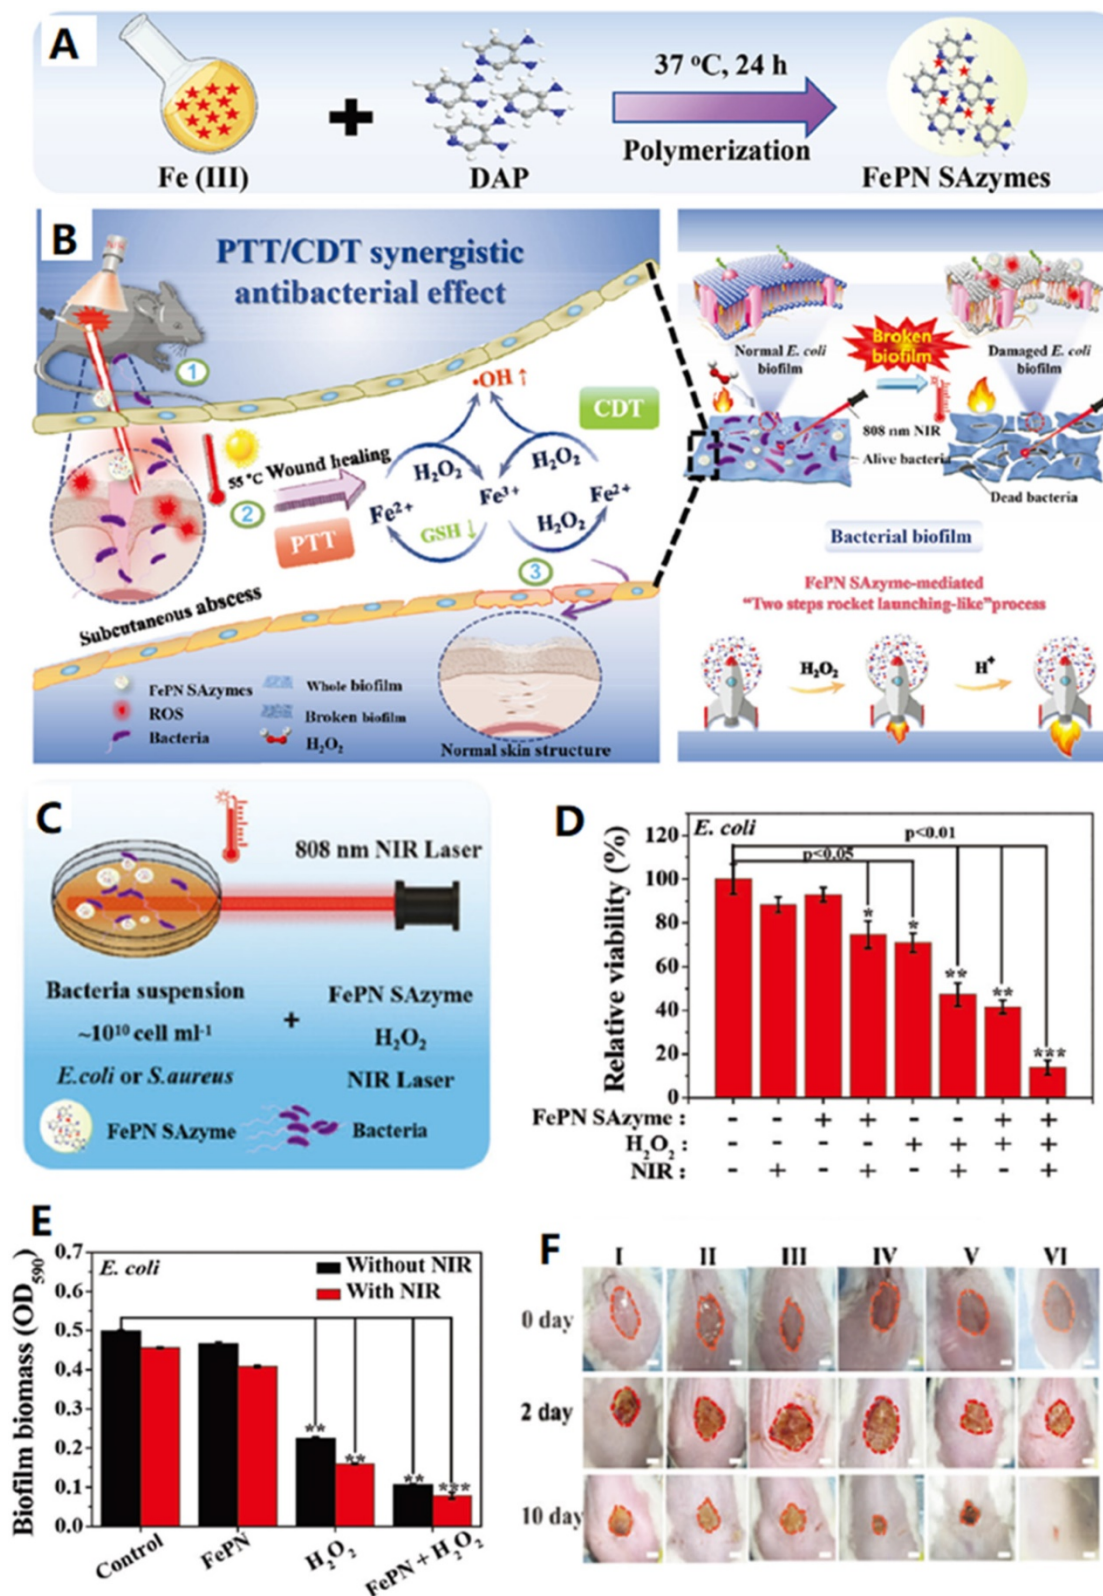 A
37 °C, 24 h
Polymerization
Fe (III)
DAP
FePN SAzymes
B
PTT/CDT synergistic
antibacterial effect
1
•OH ↑
CDT
H₂O₂
H₂O₂
55 °C
Wound healing
2
PTT
Fe²⁺
Fe³⁺
Fe²⁺
GSH ↓
H₂O₂
3
Subcutaneous abscess
FePN SAzymes
ROS
Bacteria
Whole biofilm
Broken biofilm
H₂O₂
Normal skin structure
Normal E. coli
biofilm
Broken
biofilm
Damaged E. coli
biofilm
808 nm NIR
Alive bacteria
Dead bacteria
Bacterial biofilm
FePN SAzyme-mediated
“Two steps rocket launching-like”process
H₂O₂
H⁺
C
808 nm NIR Laser
Bacteria suspension
~10¹⁰ cell ml⁻¹
E.coli or S.aureus
+
FePN SAzyme
H₂O₂
NIR Laser
FePN SAzyme
Bacteria
D
E. coli
p<0.01
p<0.05
Relative viability (%)
120
100
80
60
40
20
0
* * ** ** ***
FePN SAzyme : - - + + - - + +
H₂O₂ : - - - - + + + +
NIR : - + - + - + - +
E
E. coli
Without NIR
With NIR
Biofilm biomass (OD₅₉₀)
0.7
0.6
0.5
0.4
0.3
0.2
0.1
0.0
** ** ** ***
Control
FePN
H₂O₂
FePN + H₂O₂
F
I II III IV V VI
0 day
2 day
10 day